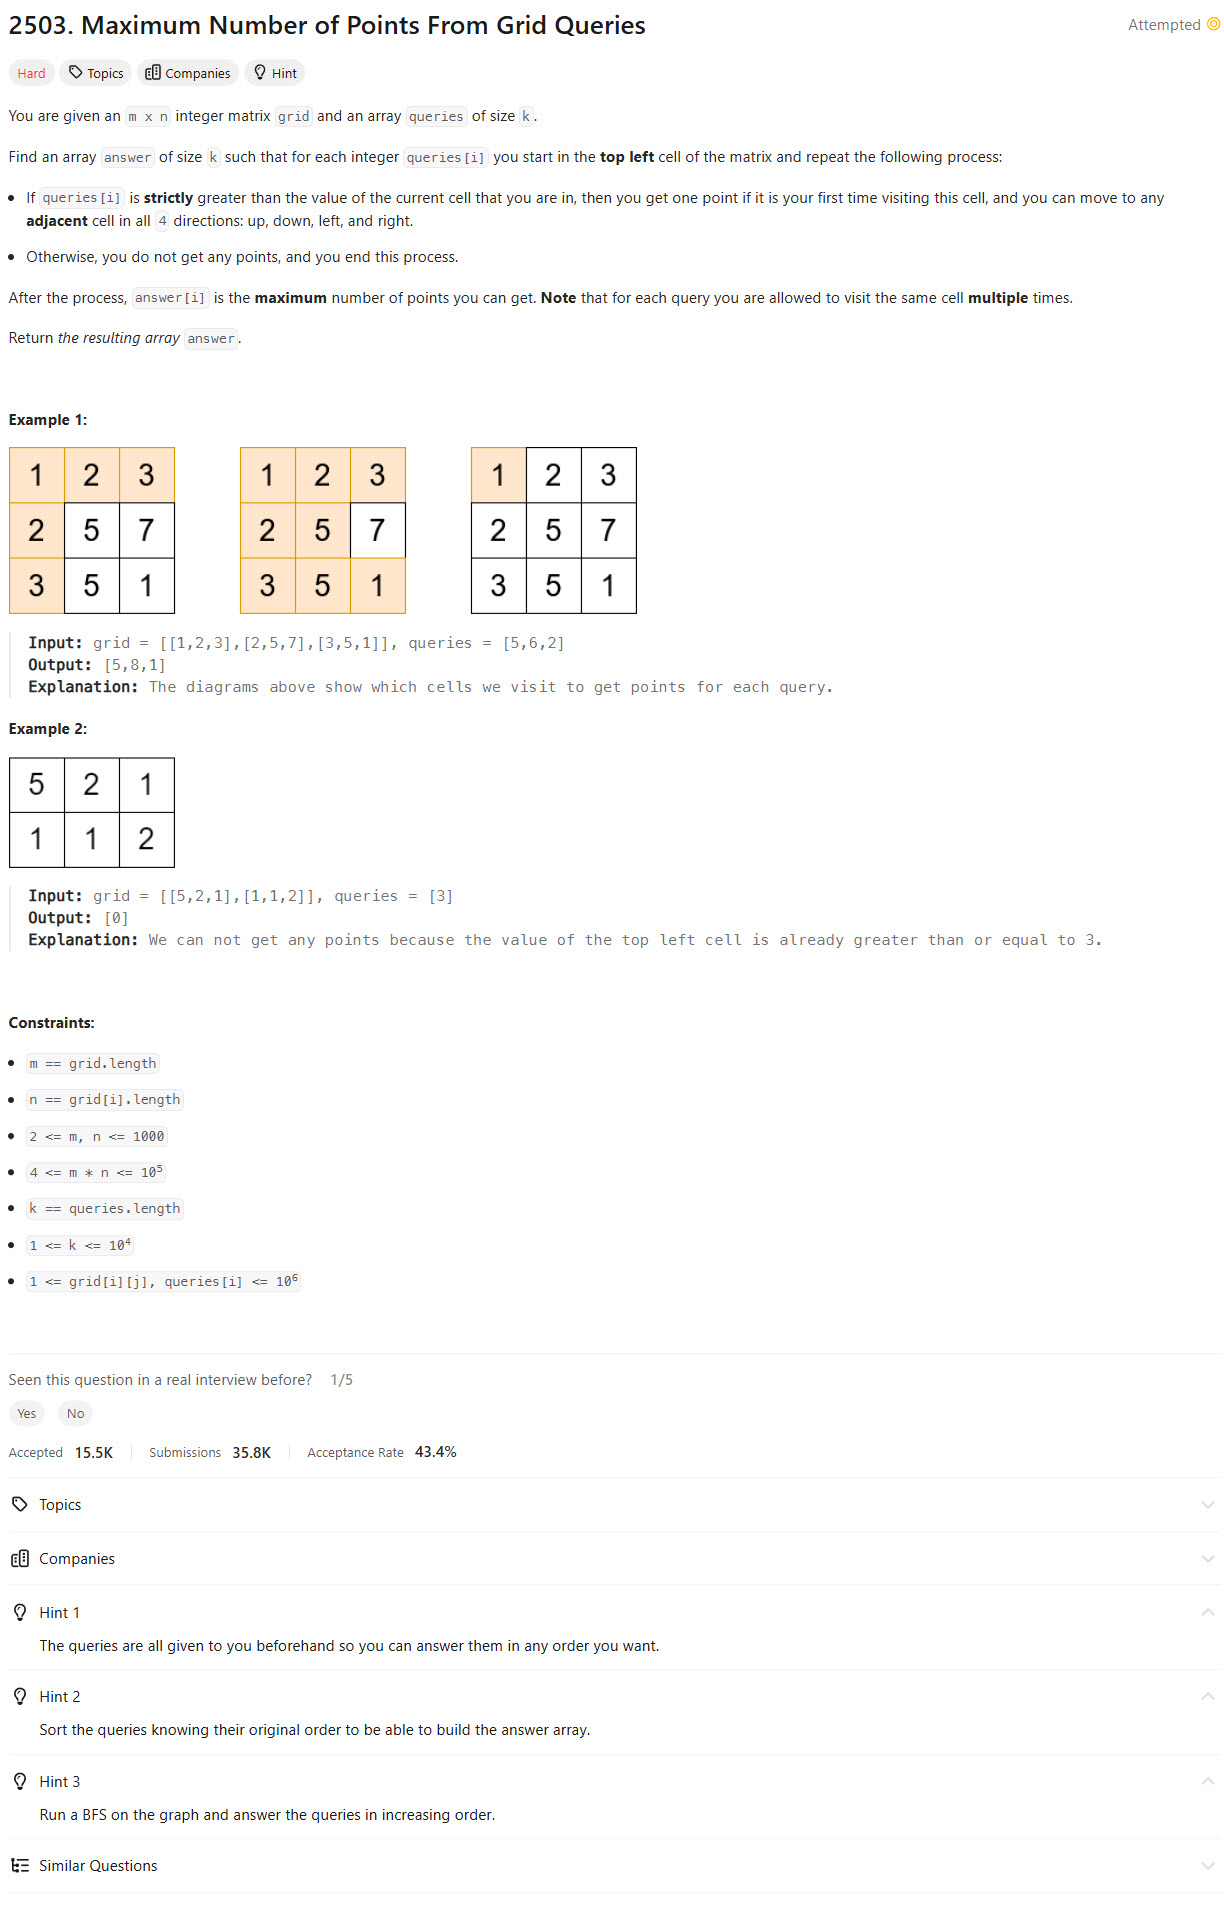 2503. Maximum Number of Points From Grid Queries
Attempted
Hard Topics Companies Hint
You are given an m x n integer matrix grid and an array queries of size k.
Find an array answer of size k such that for each integer queries[i] you start in the top left cell of the matrix and repeat the following process:
• If queries[i] is strictly greater than the value of the current cell that you are in, then you get one point if it is your first time visiting this cell, and you can move to any
adjacent cell in all 4 directions: up, down, left, and right.
• Otherwise, you do not get any points, and you end this process.
After the process, answer[i] is the maximum number of points you can get. Note that for each query you are allowed to visit the same cell multiple times.
Return the resulting array answer.
Example 1:
1 2 3 1 2 3 1 2 3
2 5 7 2 5 7 2 5 7
3 5 1 3 5 1 3 5 1
Input: grid = [[1,2,3],[2,5,7],[3,5,1]], queries = [5,6,2]
Output: [5,8,1]
Explanation: The diagrams above show which cells we visit to get points for each query.
Example 2:
5 2 1
1 1 2
Input: grid = [[5,2,1],[1,1,2]], queries = [3]
Output: [0]
Explanation: We can not get any points because the value of the top left cell is already greater than or equal to 3.
Constraints:
• m == grid.length
• n == grid[i].length
• 2 <= m, n <= 1000
• 4 <= m * n <= 10⁵
• k == queries.length
• 1 <= k <= 10⁴
• 1 <= grid[i][j], queries[i] <= 10⁶
Seen this question in a real interview before? 1/5
Yes No
Accepted 15.5K Submissions 35.8K Acceptance Rate 43.4%
Topics
Companies
Hint 1
The queries are all given to you beforehand so you can answer them in any order you want.
Hint 2
Sort the queries knowing their original order to be able to build the answer array.
Hint 3
Run a BFS on the graph and answer the queries in increasing order.
Similar Questions